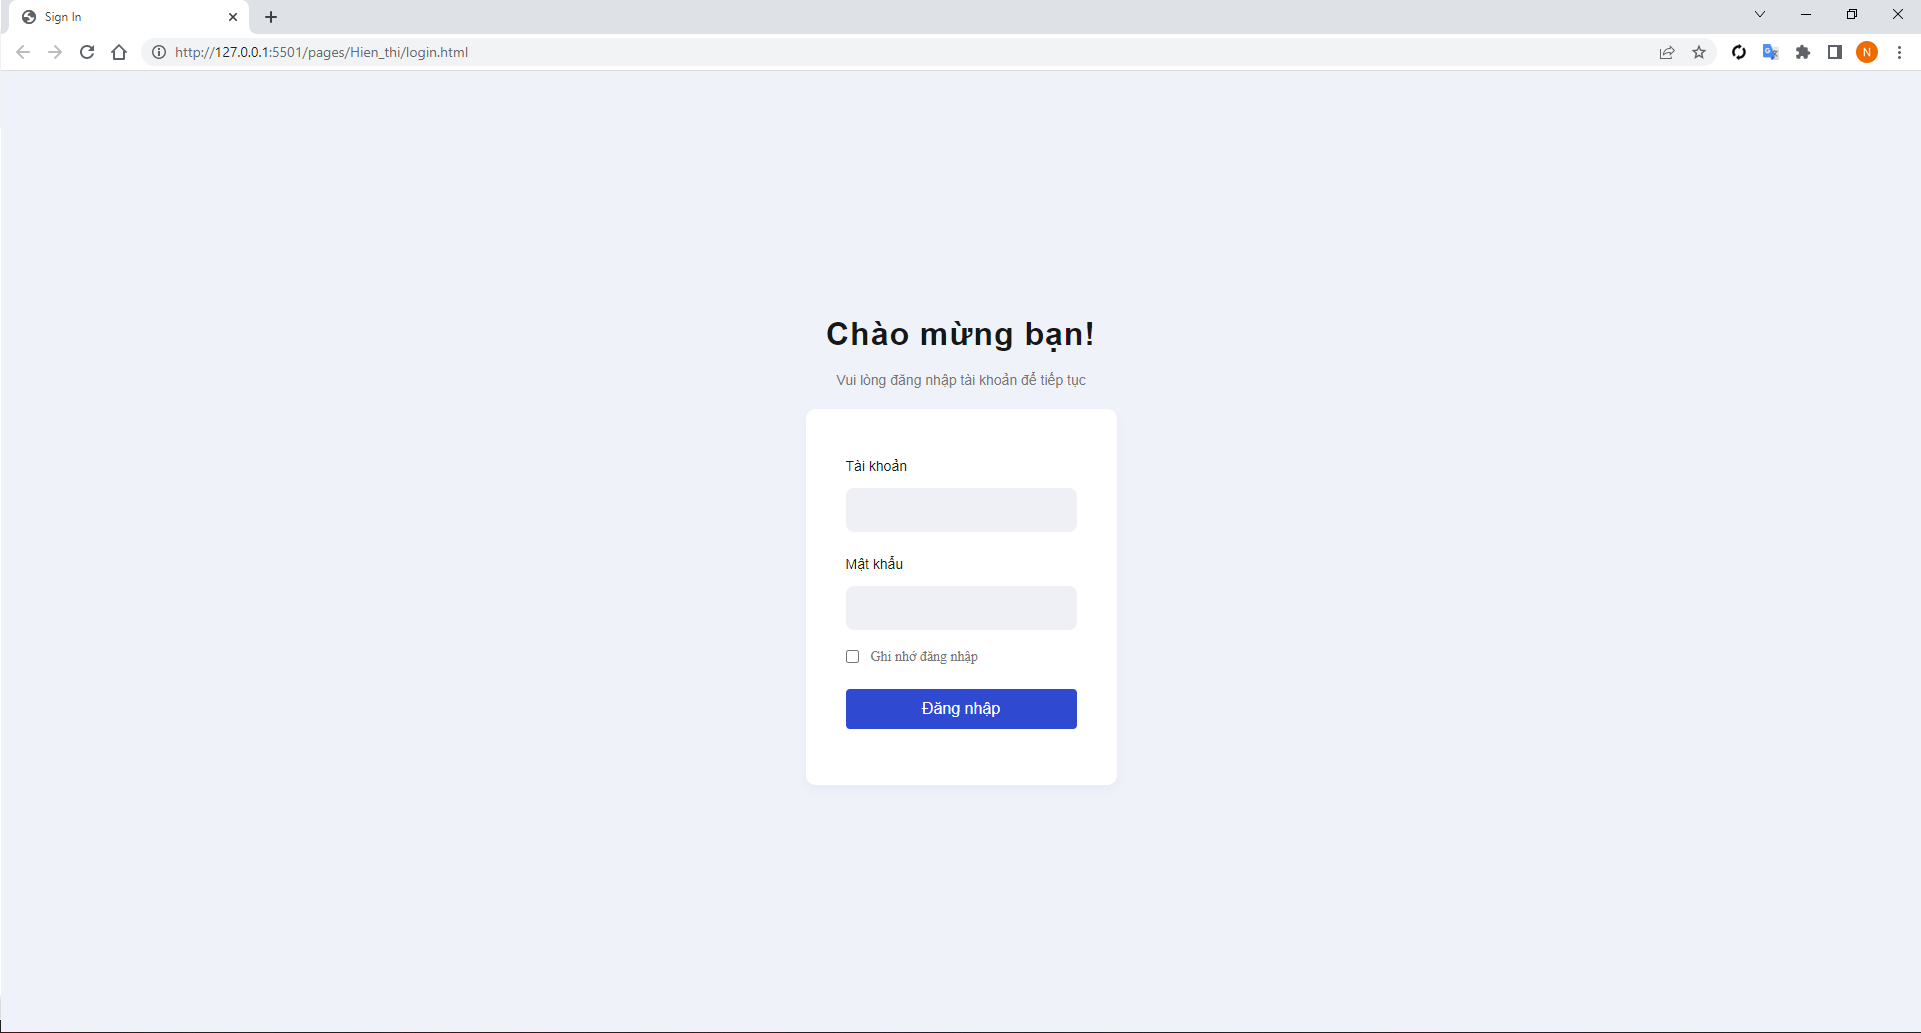 Sign In
http://127.0.0.1:5501/pages/Hien_thi/login.html
N
Chào mừng bạn!
Vui lòng đăng nhập tài khoản để tiếp tục
Tài khoản
Mật khẩu
Ghi nhớ đăng nhập
Đăng nhập